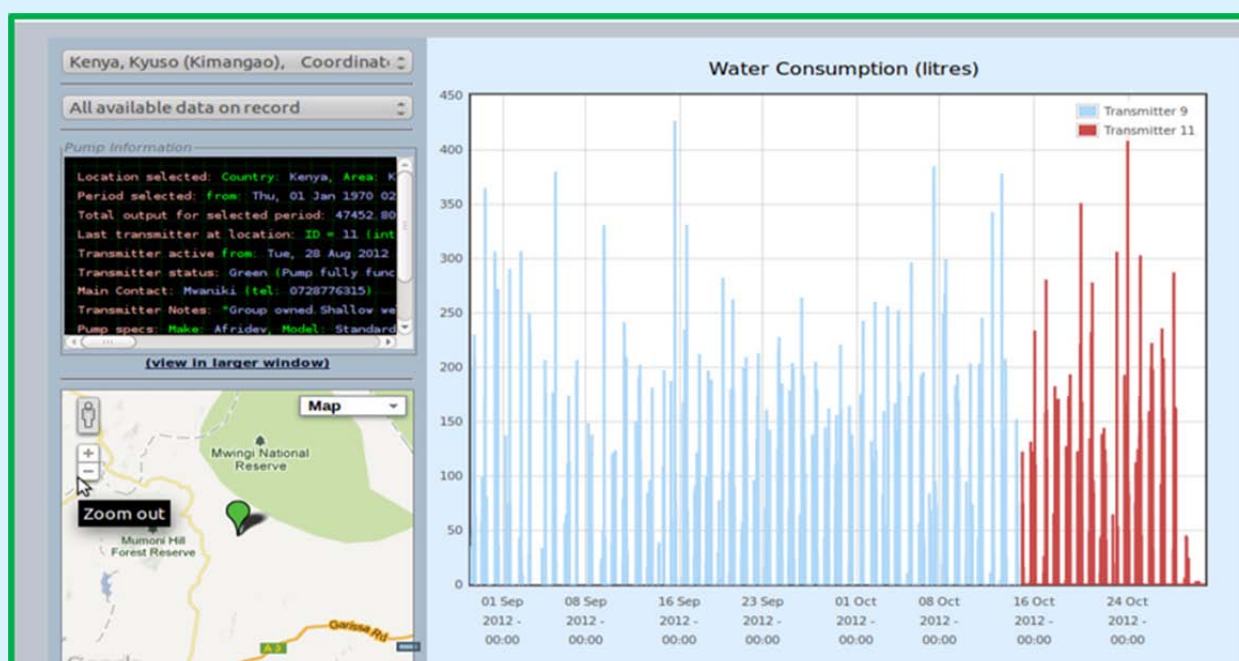 Kenya, Kyuso (Kimangao), Coordinat
All available data on record
Pump Information
Location selected: Country: Kenya, Area: K
Period selected: from: Thu, 01 Jan 1970 02
Total output for selected period: 47452.80
Last transmitter at location: ID = 11 (int
Transmitter active from: Tue, 28 Aug 2012
Transmitter status: Green (Pump fully func
Main Contact: Mwaniki (tel: 0728776315)
Transmitter Notes: "Group owned.Shallow we
Pump specs: Make: Afridev, Model: Standard
(view in larger window)
Map
Mwingi National
Reserve
+
−
Zoom out
Mumoni Hill
Forest Reserve
Garissa Rd
A3
Water Consumption (litres)
Transmitter 9
Transmitter 11
450
400
350
300
250
200
150
100
50
0
01 Sep
2012 -
00:00
08 Sep
2012 -
00:00
16 Sep
2012 -
00:00
23 Sep
2012 -
00:00
01 Oct
2012 -
00:00
08 Oct
2012 -
00:00
16 Oct
2012 -
00:00
24 Oct
2012 -
00:00